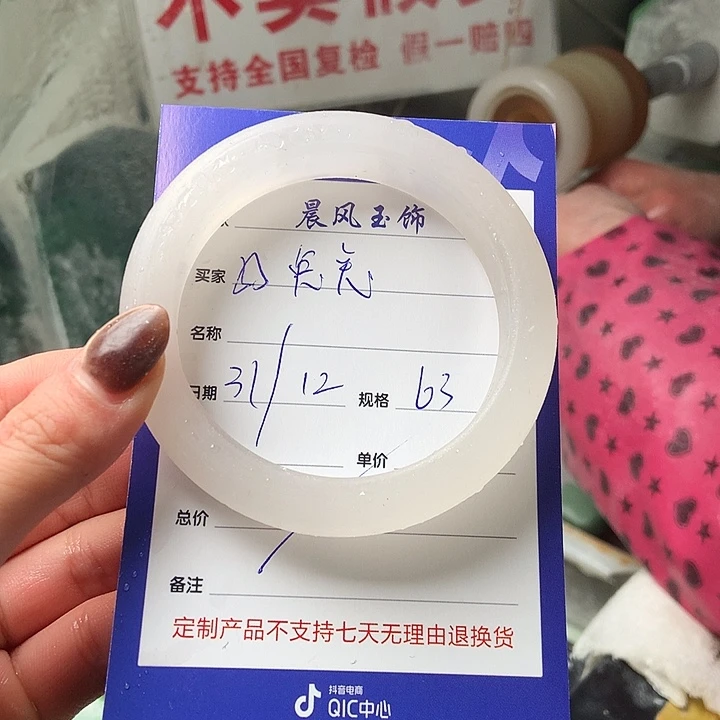 支持全国复检 假一赔
晨风玉饰
买家
名称
日期 31/12 规格 63
单价
总价
备注
定制产品不支持七天无理由退换货
抖音电商
QIC中心